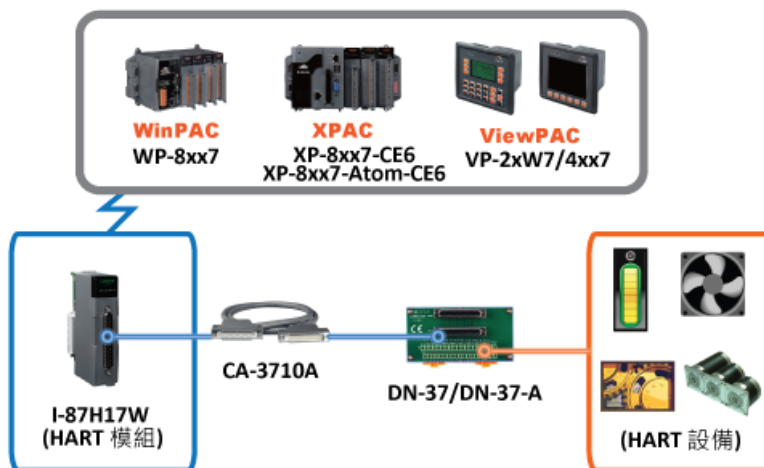 WinPAC
WP-8xx7
XPAC
XP-8xx7-CE6
XP-8xx7-Atom-CE6
ViewPAC
VP-2xW7/4xx7
I-87H17W
(HART 模組)
CA-3710A
DN-37/DN-37-A
(HART 設備)